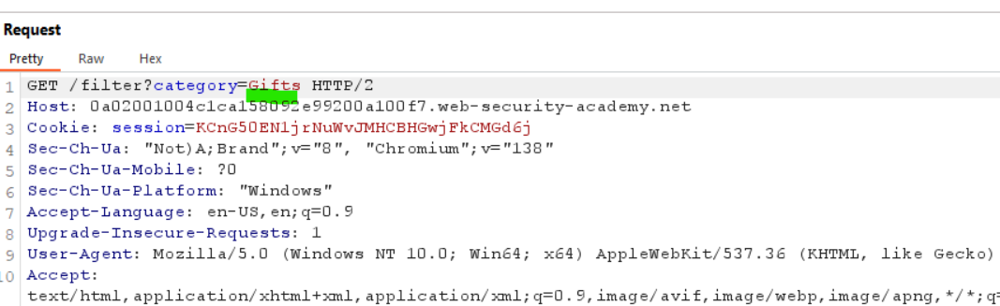 Request
Pretty Raw Hex
1 GET /filter?category=Gifts HTTP/2
2 Host: 0a02001004c1ca158092e99200a100f7.web-security-academy.net
3 Cookie: session=KCnG50EN1jrNuWvJMHCBHGwjFkCMGd6j
4 Sec-Ch-Ua: "Not)A;Brand";v="8", "Chromium";v="138"
5 Sec-Ch-Ua-Mobile: ?0
6 Sec-Ch-Ua-Platform: "Windows"
7 Accept-Language: en-US,en;q=0.9
8 Upgrade-Insecure-Requests: 1
9 User-Agent: Mozilla/5.0 (Windows NT 10.0; Win64; x64) AppleWebKit/537.36 (KHTML, like Gecko)
10 Accept:
text/html,application/xhtml+xml,application/xml;q=0.9,image/avif,image/webp,image/apng,*/*;q=